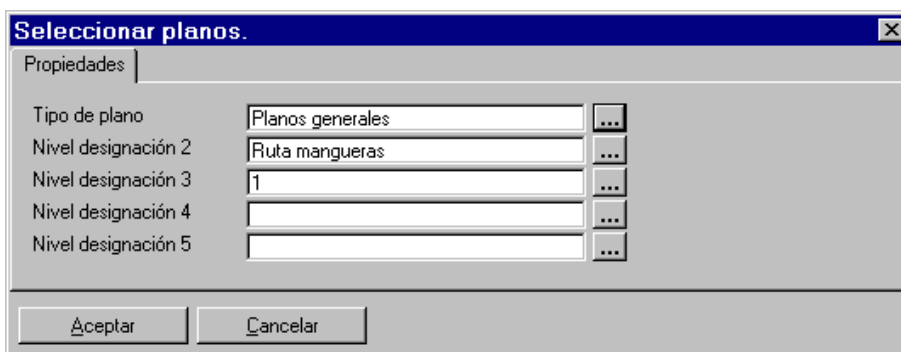 Seleccionar planos.
Propiedades
Tipo de plano Planos generales ...
Nivel designación 2 Ruta mangueras ...
Nivel designación 3 1 ...
Nivel designación 4 ...
Nivel designación 5 ...
Aceptar Cancelar